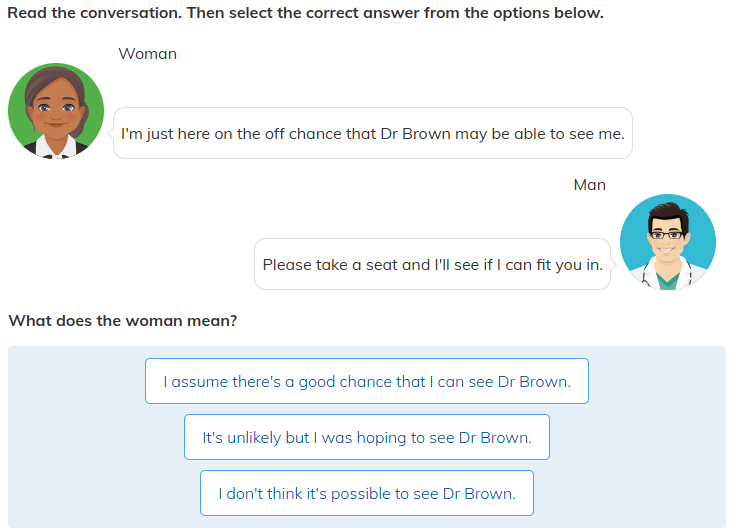 Read the conversation. Then select the correct answer from the options below.
Woman
I'm just here on the off chance that Dr Brown may be able to see me.
Man
Please take a seat and I'll see if I can fit you in.
What does the woman mean?
I assume there's a good chance that I can see Dr Brown.
It's unlikely but I was hoping to see Dr Brown.
I don't think it's possible to see Dr Brown.